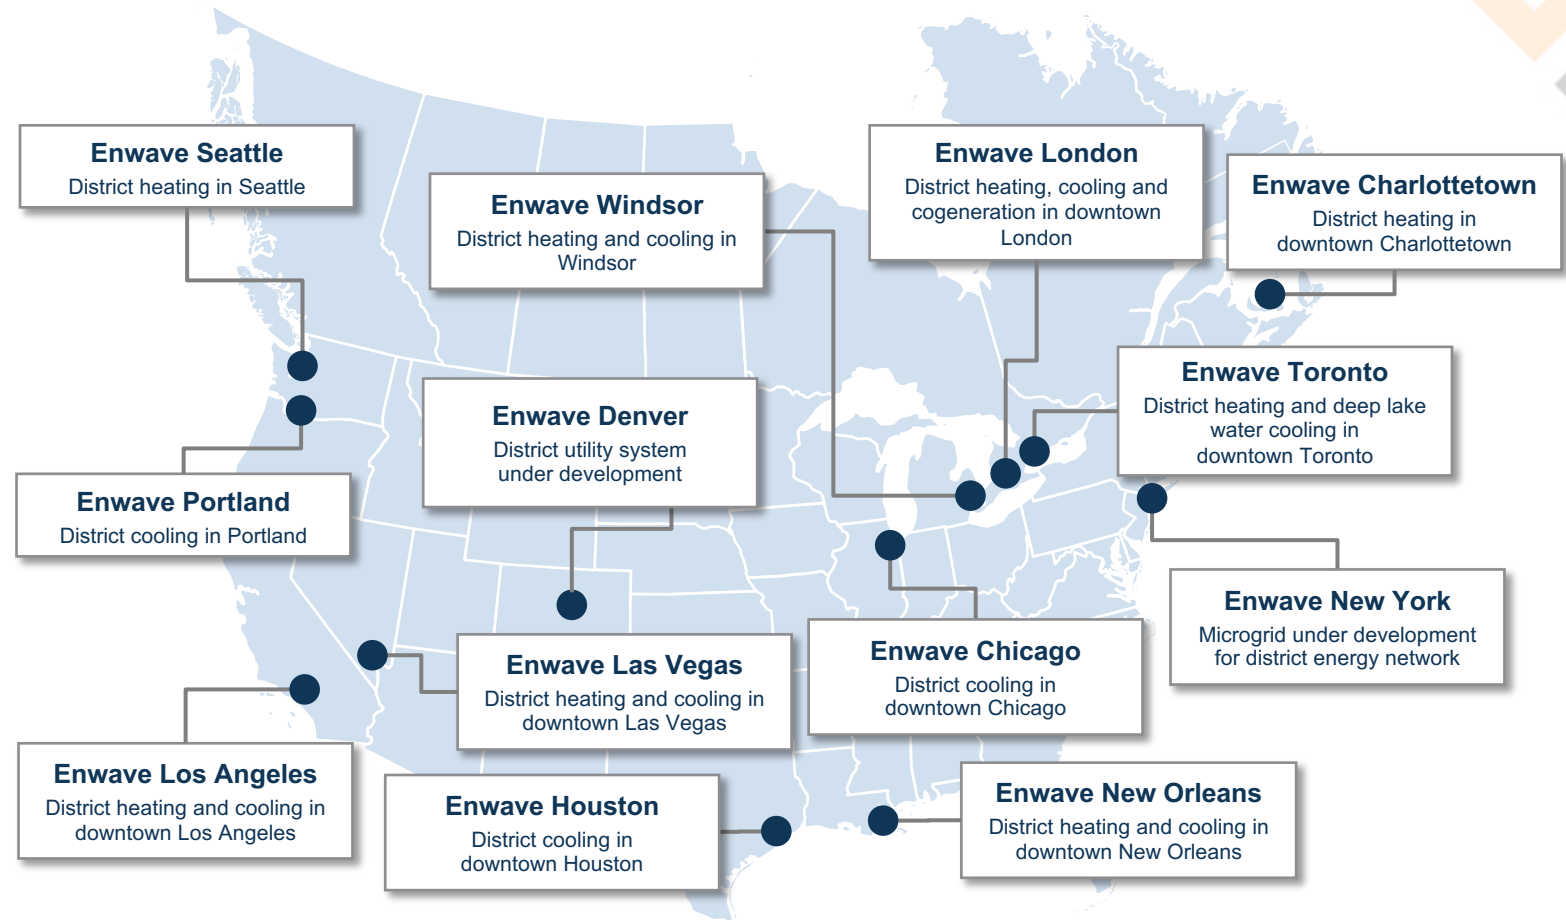 Enwave Seattle
District heating in Seattle
Enwave Windsor
District heating and cooling in
Windsor
Enwave London
District heating, cooling and
cogeneration in downtown
London
Enwave Charlottetown
District heating in
downtown Charlottetown
Enwave Denver
District utility system
under development
Enwave Toronto
District heating and deep lake
water cooling in
downtown Toronto
Enwave Portland
District cooling in Portland
Enwave New York
Microgrid under development
for district energy network
Enwave Las Vegas
District heating and cooling in
downtown Las Vegas
Enwave Chicago
District cooling in
downtown Chicago
Enwave Los Angeles
District heating and cooling in
downtown Los Angeles
Enwave Houston
District cooling in
downtown Houston
Enwave New Orleans
District heating and cooling in
downtown New Orleans